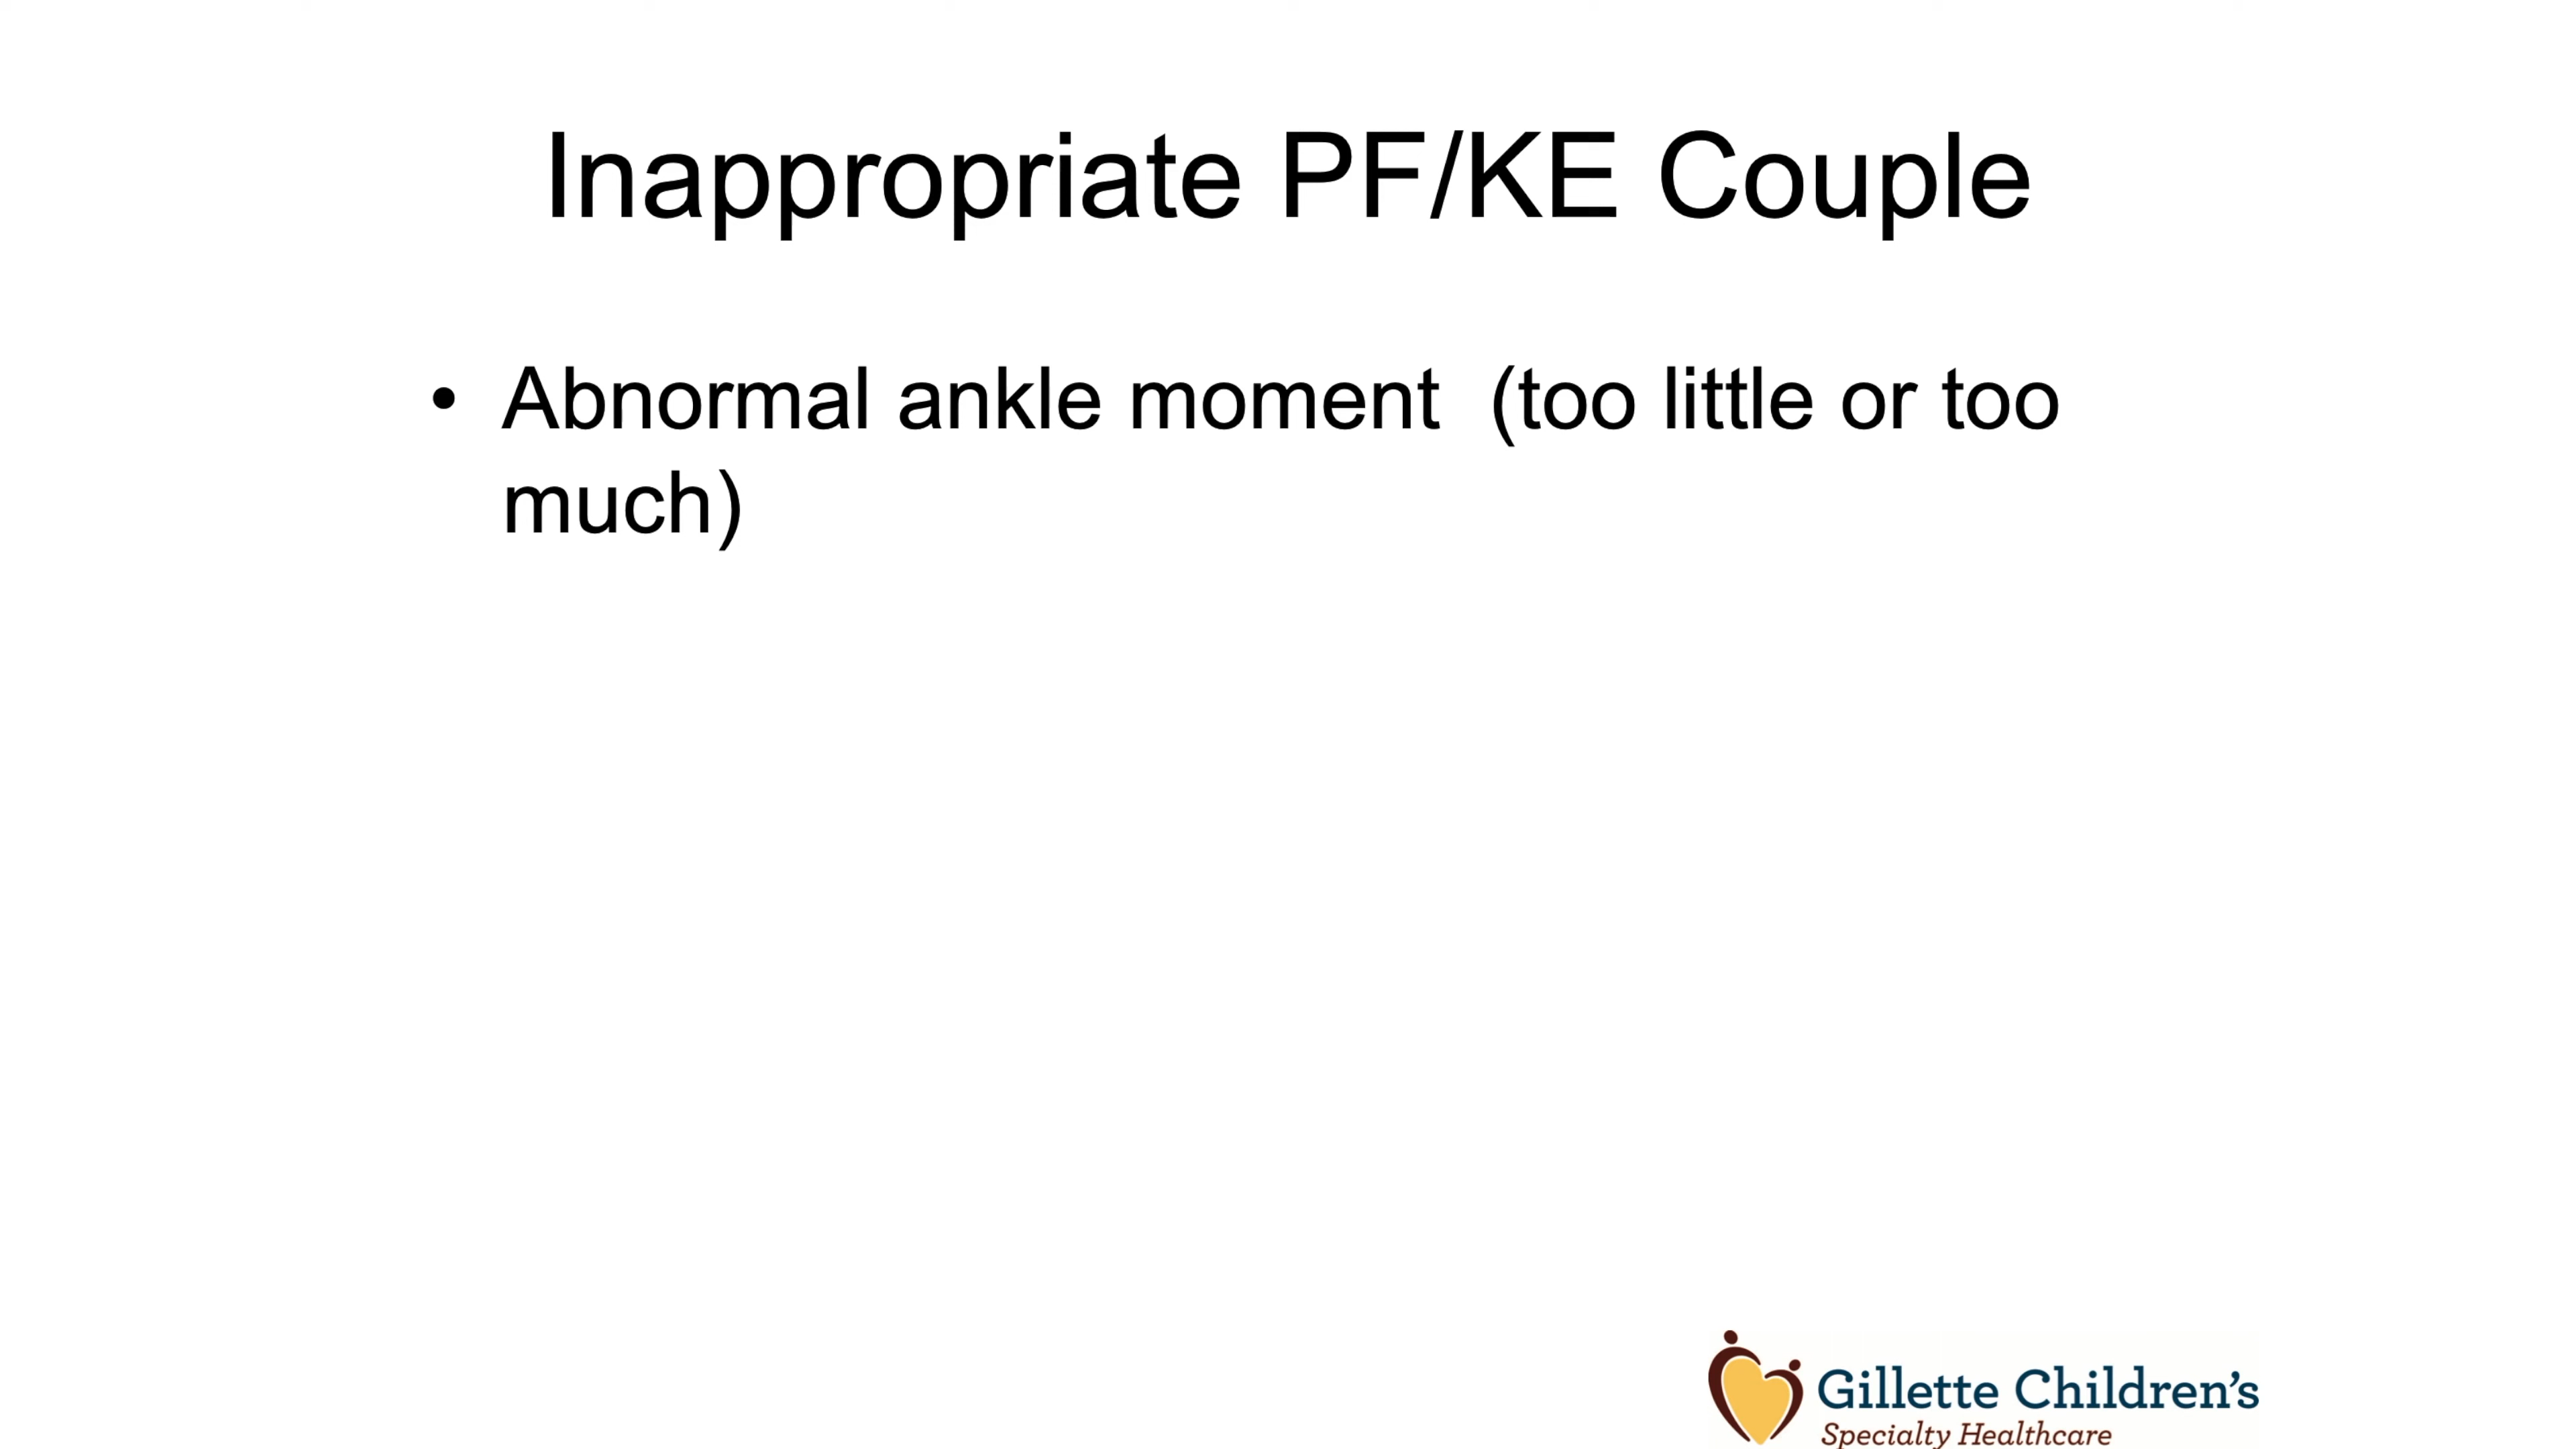 Inappropriate PF/KE Couple
• Abnormal ankle moment  (too little or too
much)
Gillette Children’s
Specialty Healthcare